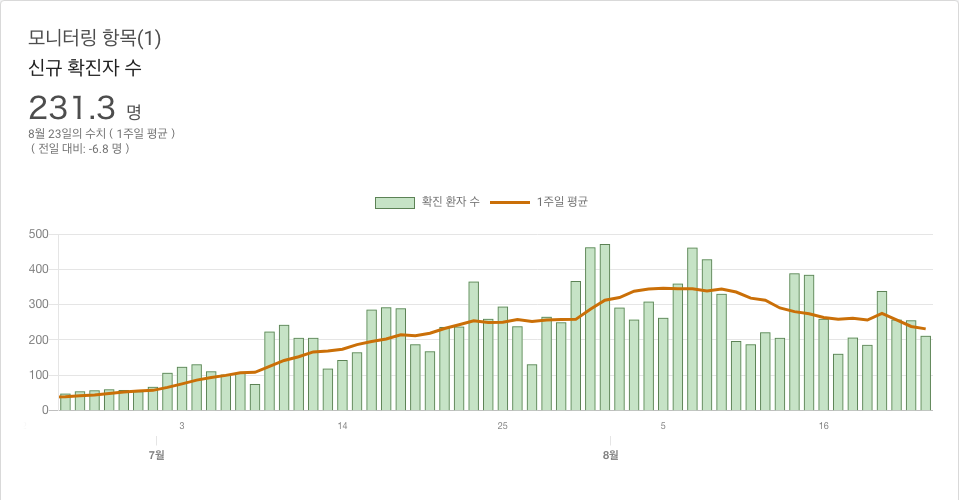 모니터링 항목(1)
신규 확진자 수
231.3 명
8월 23일의 수치 ( 1주일 평균 )
( 전일 대비: -6.8 명 )
확진 환자 수 1주일 평균
500
400
300
200
100
0
3 14 25 5 16
7월 8월